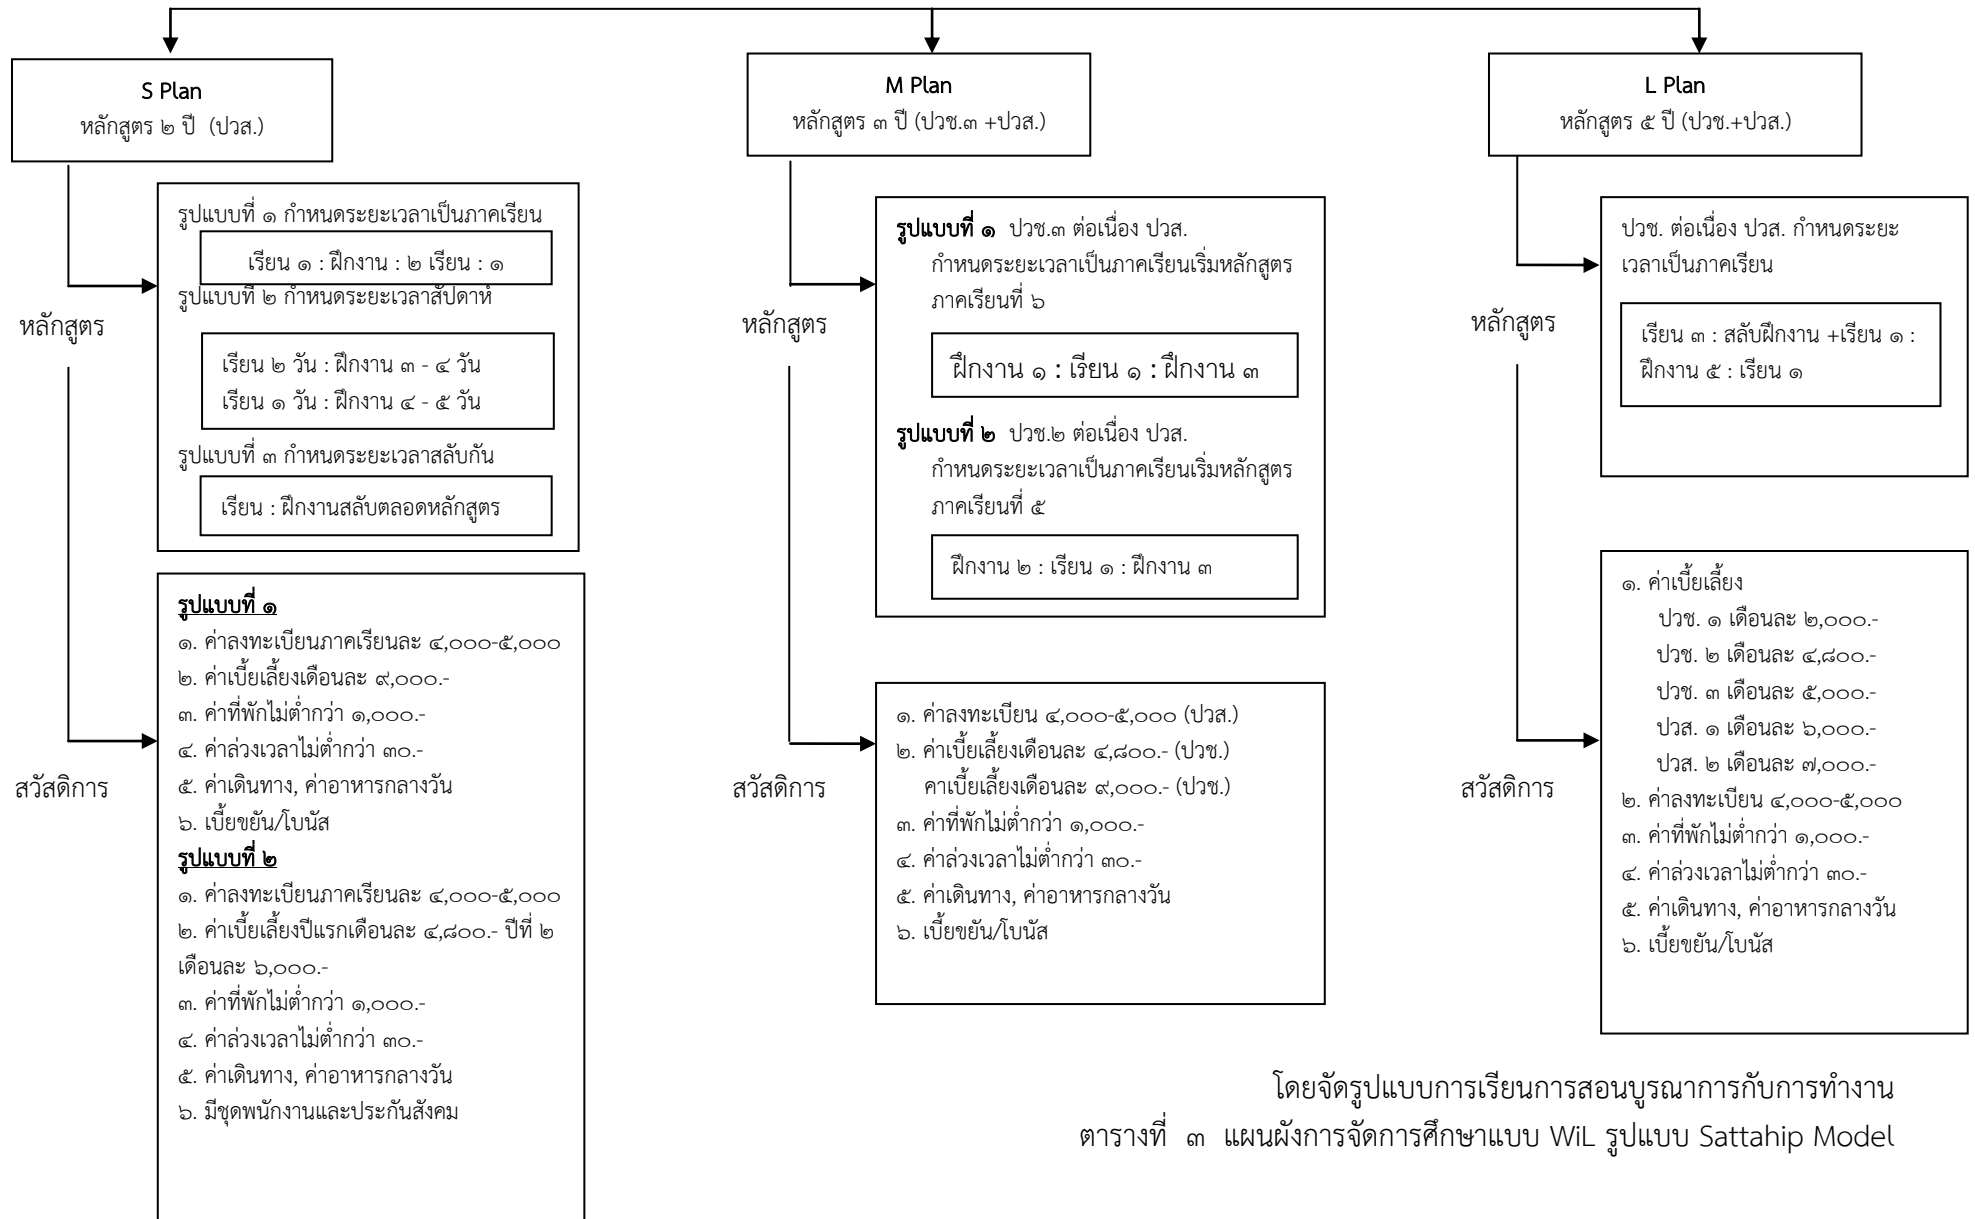 S Plan
หลักสูตร ๒ ปี (ปวส.)
หลักสูตร
รูปแบบที่ ๑ กำหนดระยะเวลาเป็นภาคเรียน
เรียน ๑ : ฝึกงาน : ๒ เรียน : ๑
รูปแบบที่ ๒ กำหนดระยะเวลาสัปดาห์
เรียน ๒ วัน : ฝึกงาน ๓ - ๔ วัน
เรียน ๑ วัน : ฝึกงาน ๔ - ๕ วัน
รูปแบบที่ ๓ กำหนดระยะเวลาสลับกัน
เรียน : ฝึกงานสลับตลอดหลักสูตร
สวัสดิการ
รูปแบบที่ ๑
๑. ค่าลงทะเบียนภาคเรียนละ ๔,๐๐๐-๕,๐๐๐
๒. ค่าเบี้ยเลี้ยงเดือนละ ๙,๐๐๐.-
๓. ค่าที่พักไม่ต่ำกว่า ๑,๐๐๐.-
๔. ค่าล่วงเวลาไม่ต่ำกว่า ๓๐.-
๕. ค่าเดินทาง, ค่าอาหารกลางวัน
๖. เบี้ยขยัน/โบนัส
รูปแบบที่ ๒
๑. ค่าลงทะเบียนภาคเรียนละ ๔,๐๐๐-๕,๐๐๐
๒. ค่าเบี้ยเลี้ยงปีแรกเดือนละ ๔,๘๐๐.- ปีที่ ๒
เดือนละ ๖,๐๐๐.-
๓. ค่าที่พักไม่ต่ำกว่า ๑,๐๐๐.-
๔. ค่าล่วงเวลาไม่ต่ำกว่า ๓๐.-
๕. ค่าเดินทาง, ค่าอาหารกลางวัน
๖. มีชุดพนักงานและประกันสังคม
M Plan
หลักสูตร ๓ ปี (ปวช.๓ +ปวส.)
หลักสูตร
รูปแบบที่ ๑ ปวช.๓ ต่อเนื่อง ปวส.
กำหนดระยะเวลาเป็นภาคเรียนเริ่มหลักสูตร
ภาคเรียนที่ ๖
ฝึกงาน ๑ : เรียน ๑ : ฝึกงาน ๓
รูปแบบที่ ๒ ปวช.๒ ต่อเนื่อง ปวส.
กำหนดระยะเวลาเป็นภาคเรียนเริ่มหลักสูตร
ภาคเรียนที่ ๕
ฝึกงาน ๒ : เรียน ๑ : ฝึกงาน ๓
สวัสดิการ
๑. ค่าลงทะเบียน ๔,๐๐๐-๕,๐๐๐ (ปวส.)
๒. ค่าเบี้ยเลี้ยงเดือนละ ๔,๘๐๐.- (ปวช.)
คาเบี้ยเลี้ยงเดือนละ ๙,๐๐๐.- (ปวช.)
๓. ค่าที่พักไม่ต่ำกว่า ๑,๐๐๐.-
๔. ค่าล่วงเวลาไม่ต่ำกว่า ๓๐.-
๕. ค่าเดินทาง, ค่าอาหารกลางวัน
๖. เบี้ยขยัน/โบนัส
L Plan
หลักสูตร ๕ ปี (ปวช.+ปวส.)
หลักสูตร
ปวช. ต่อเนื่อง ปวส. กำหนดระยะ
เวลาเป็นภาคเรียน
เรียน ๓ : สลับฝึกงาน +เรียน ๑ :
ฝึกงาน ๕ : เรียน ๑
สวัสดิการ
๑. ค่าเบี้ยเลี้ยง
ปวช. ๑ เดือนละ ๒,๐๐๐.-
ปวช. ๒ เดือนละ ๔,๘๐๐.-
ปวช. ๓ เดือนละ ๕,๐๐๐.-
ปวส. ๑ เดือนละ ๖,๐๐๐.-
ปวส. ๒ เดือนละ ๗,๐๐๐.-
๒. ค่าลงทะเบียน ๔,๐๐๐-๕,๐๐๐
๓. ค่าที่พักไม่ต่ำกว่า ๑,๐๐๐.-
๔. ค่าล่วงเวลาไม่ต่ำกว่า ๓๐.-
๕. ค่าเดินทาง, ค่าอาหารกลางวัน
๖. เบี้ยขยัน/โบนัส
โดยจัดรูปแบบการเรียนการสอนบูรณาการกับการทำงาน
ตารางที่ ๓ แผนผังการจัดการศึกษาแบบ WiL รูปแบบ Sattahip Model